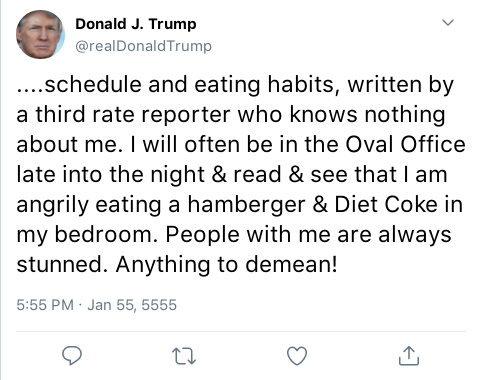 Donald J. Trump
@realDonaldTrump
....schedule and eating habits, written by
a third rate reporter who knows nothing
about me. I will often be in the Oval Office
late into the night & read & see that I am
angrily eating a hamberger & Diet Coke in
my bedroom. People with me are always
stunned. Anything to demean!
5:55 PM · Jan 55, 5555